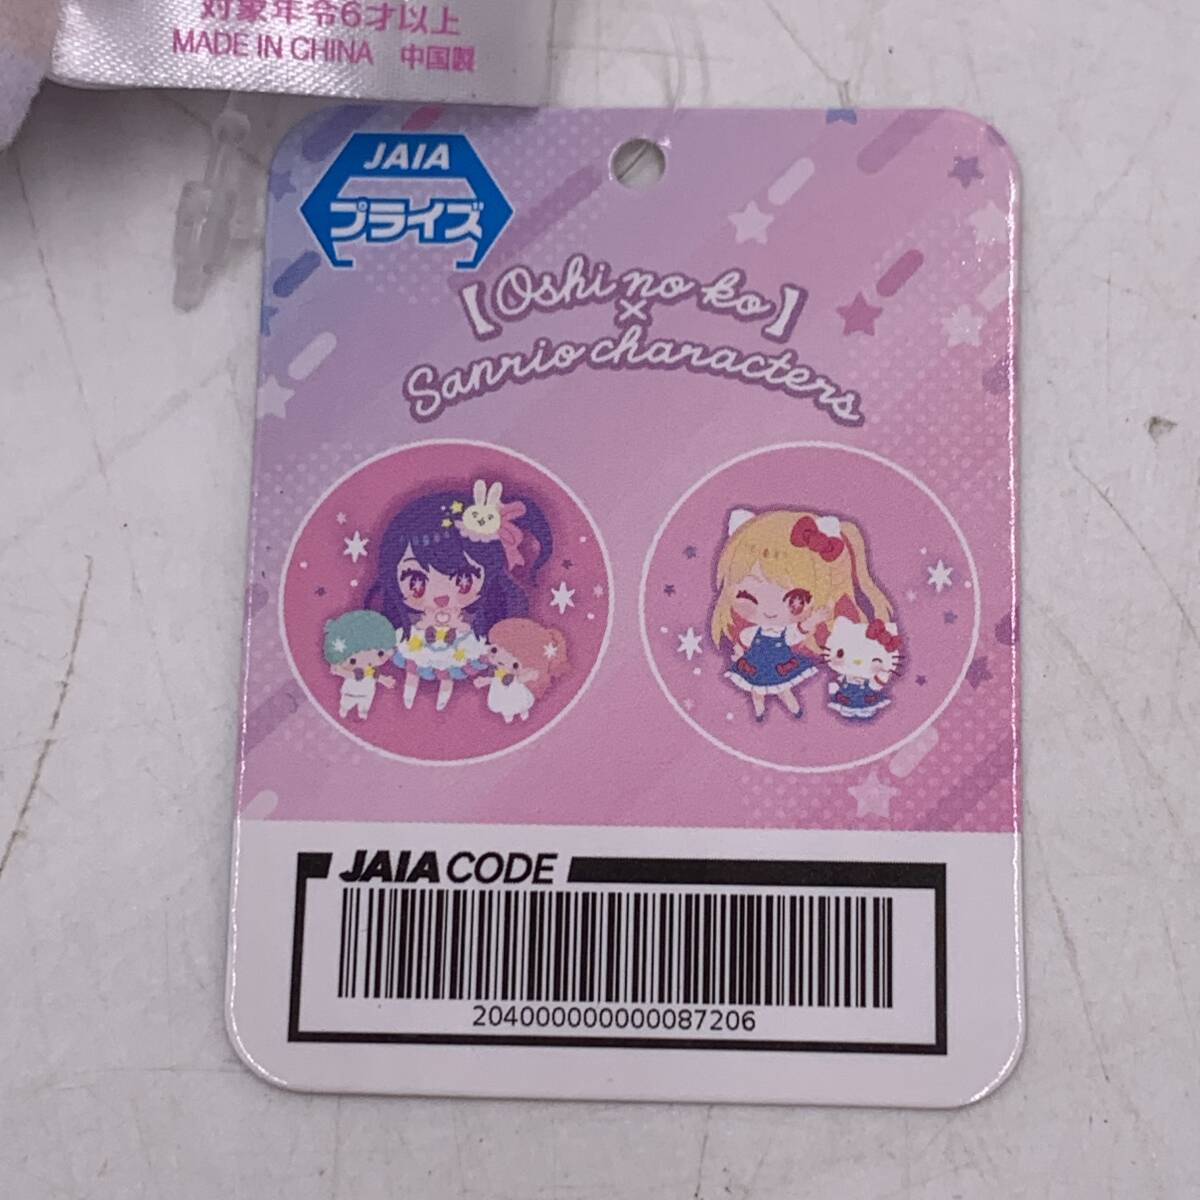 対象年令6才以上
MADE IN CHINA 中国製
JAIA
プライズ
【Oshi no ko】
×
Sanrio characters
JAIA CODE
204000000000087206